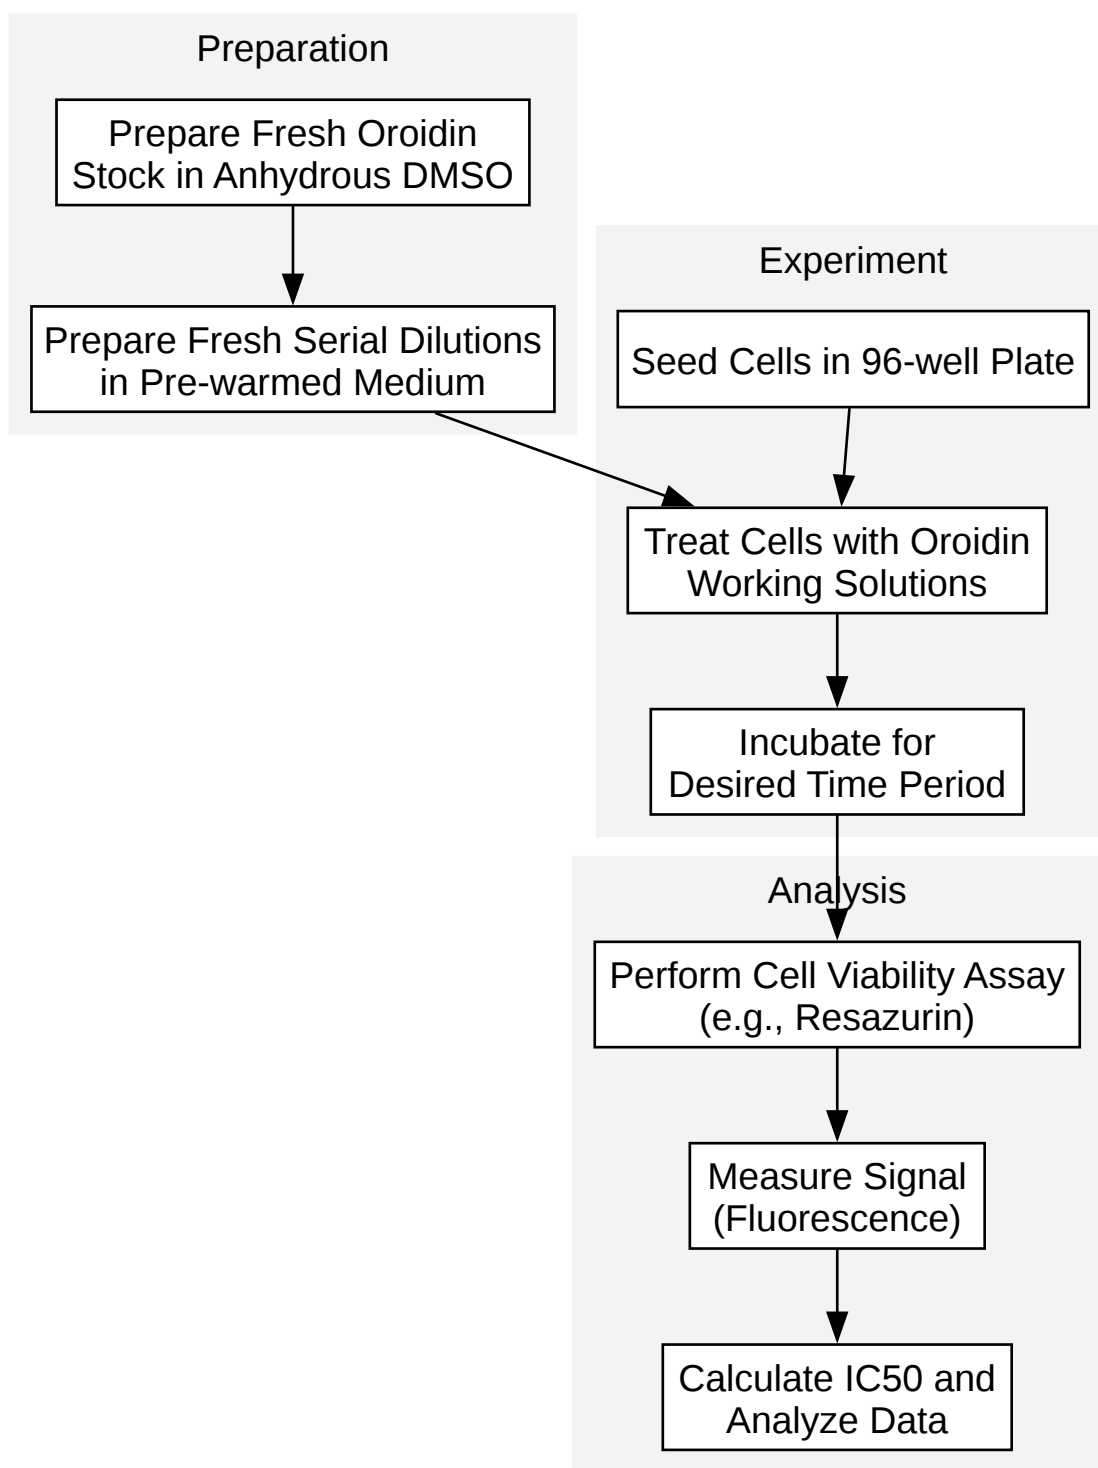 Preparation
Prepare Fresh Oroidin
Stock in Anhydrous DMSO
Prepare Fresh Serial Dilutions
in Pre-warmed Medium
Experiment
Seed Cells in 96-well Plate
Treat Cells with Oroidin
Working Solutions
Incubate for
Desired Time Period
Analysis
Perform Cell Viability Assay
(e.g., Resazurin)
Measure Signal
(Fluorescence)
Calculate IC50 and
Analyze Data